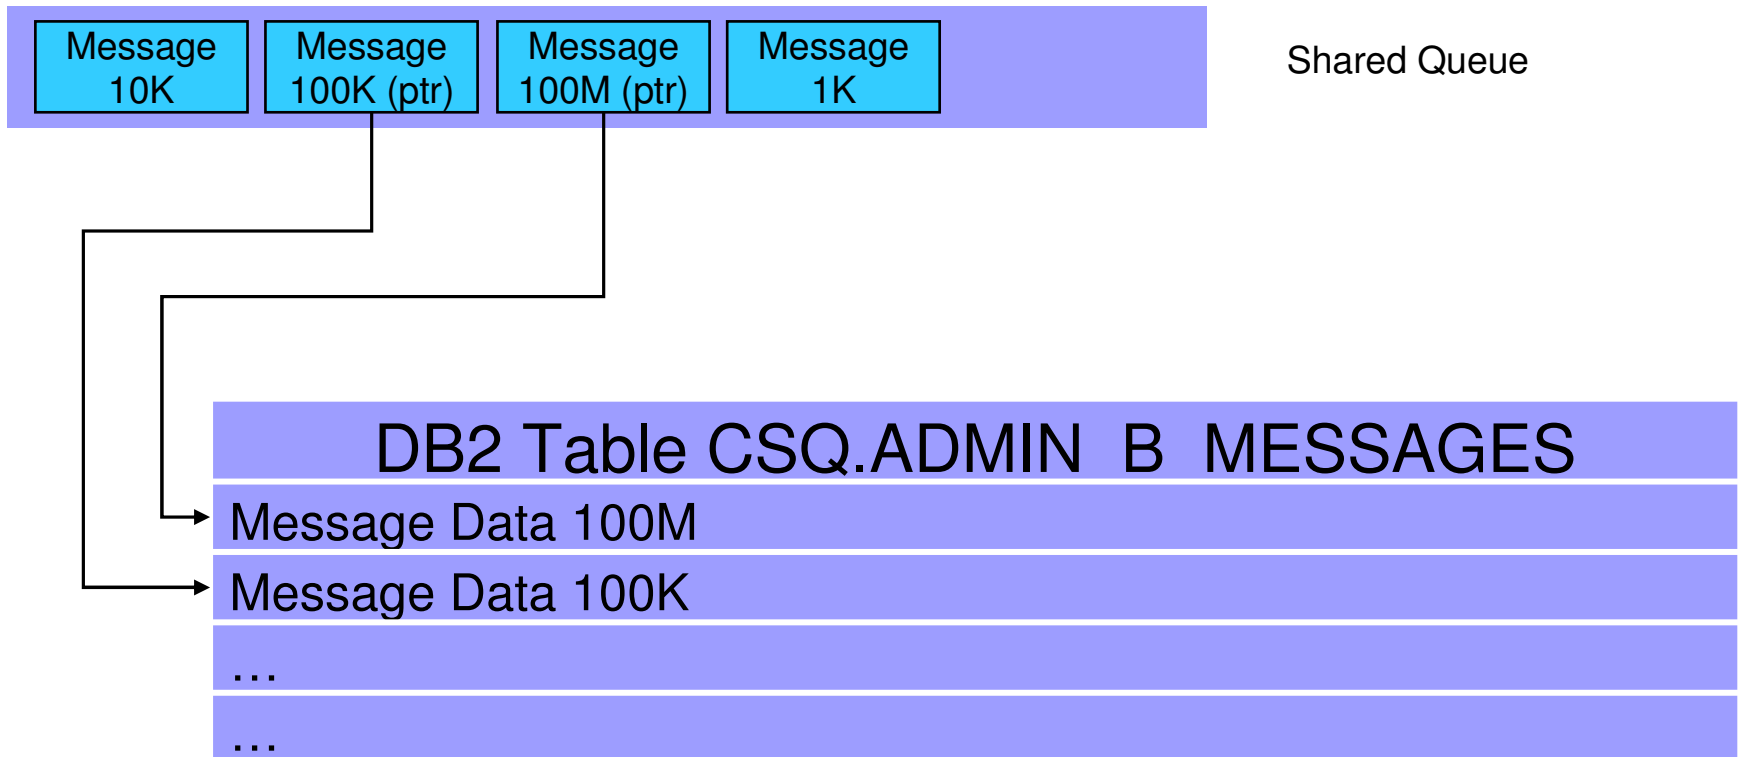 Message
10K
Message
100K (ptr)
Message
100M (ptr)
Message
1K
Shared Queue
DB2 Table CSQ.ADMIN B MESSAGES
Message Data 100M
Message Data 100K
…
…